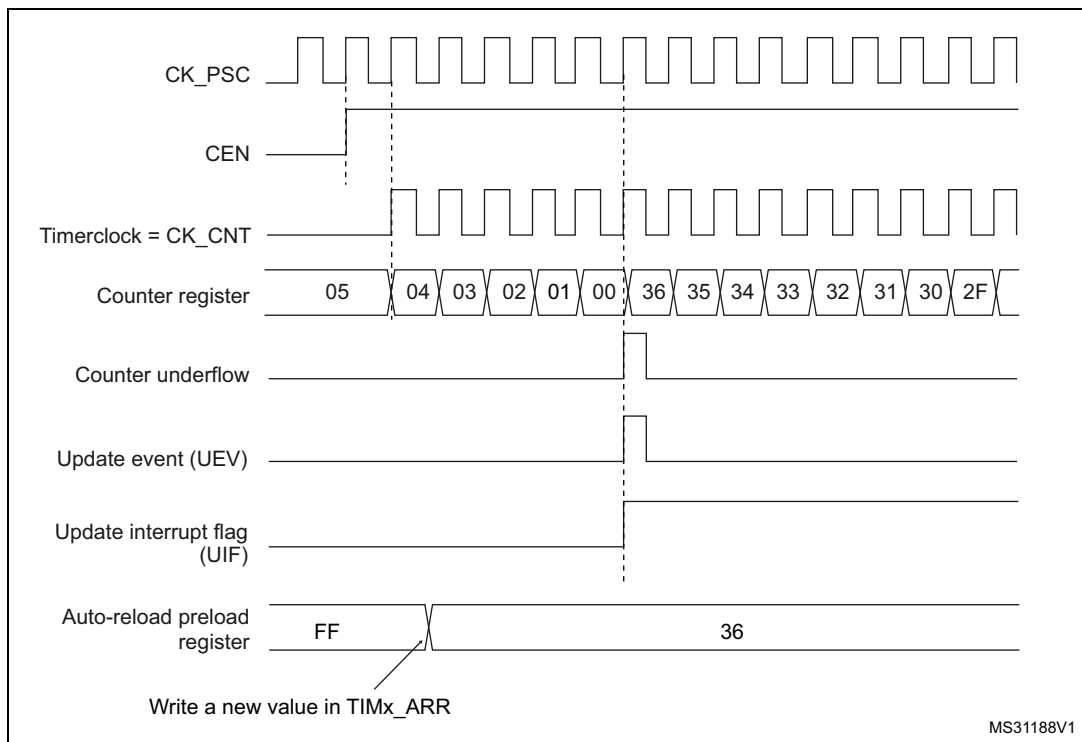 CK_PSC
CEN
Timerclock = CK_CNT
Counter register 05 04 03 02 01 00 36 35 34 33 32 31 30 2F
Counter underflow
Update event (UEV)
Update interrupt flag
(UIF)
Auto-reload preload
register
FF 36
Write a new value in TIMx_ARR
MS31188V1